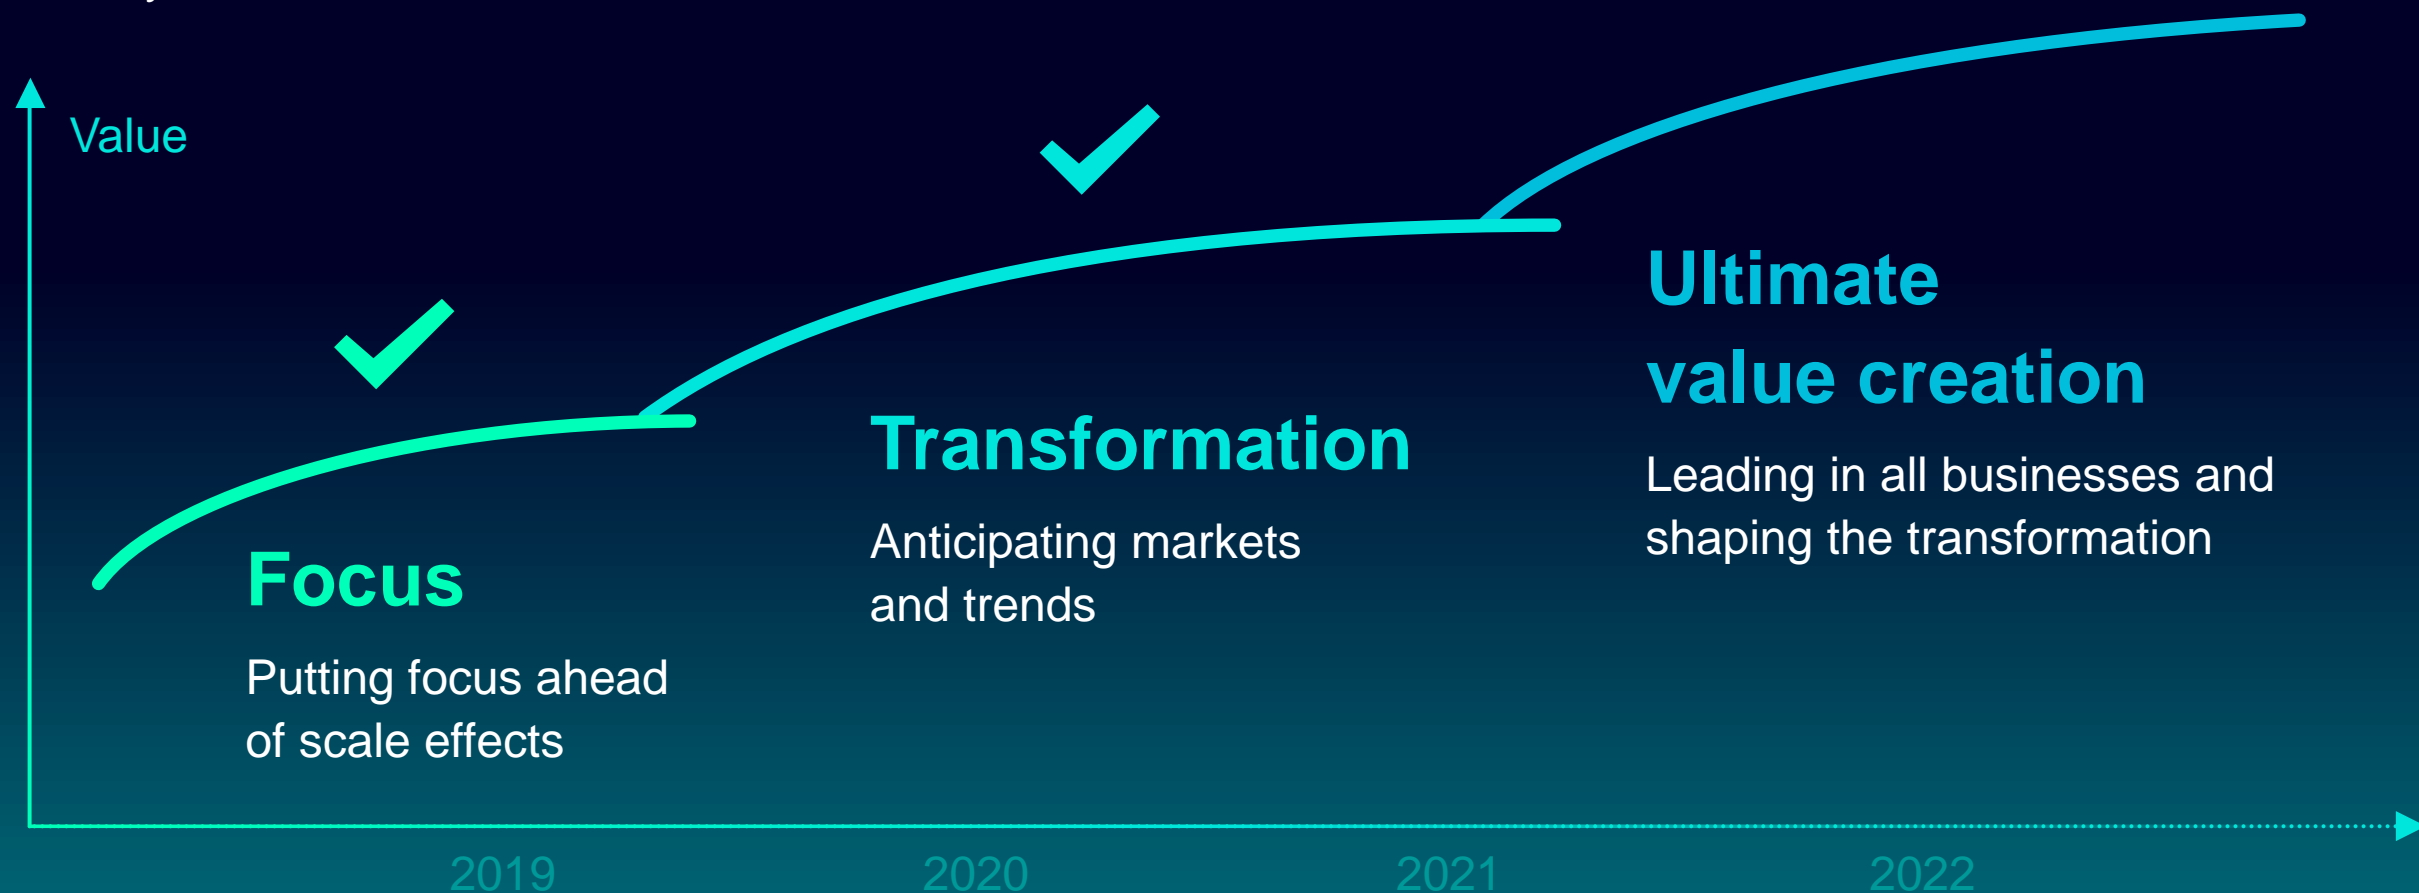 Value
Focus
Putting focus ahead
of scale effects
Transformation
Anticipating markets
and trends
Ultimate
value creation
Leading in all businesses and
shaping the transformation
2019
2020
2021
2022